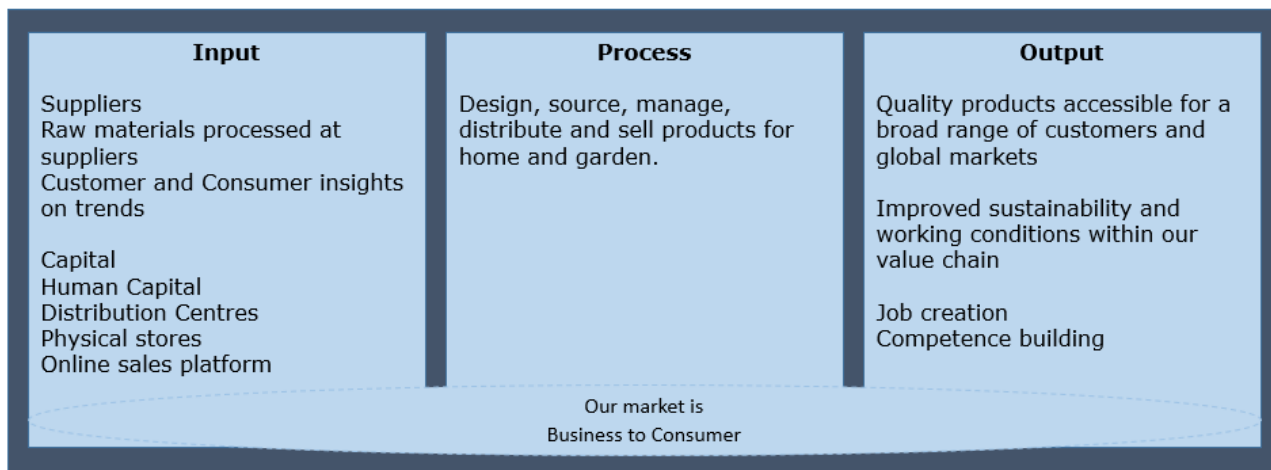 Input
Suppliers
Raw materials processed at
suppliers
Customer and Consumer insights
on trends
Capital
Human Capital
Distribution Centres
Physical stores
Online sales platform
Process
Design, source, manage,
distribute and sell products for
home and garden.
Output
Quality products accessible for a
broad range of customers and
global markets
Improved sustainability and
working conditions within our
value chain
Job creation
Competence building
Our market is
Business to Consumer